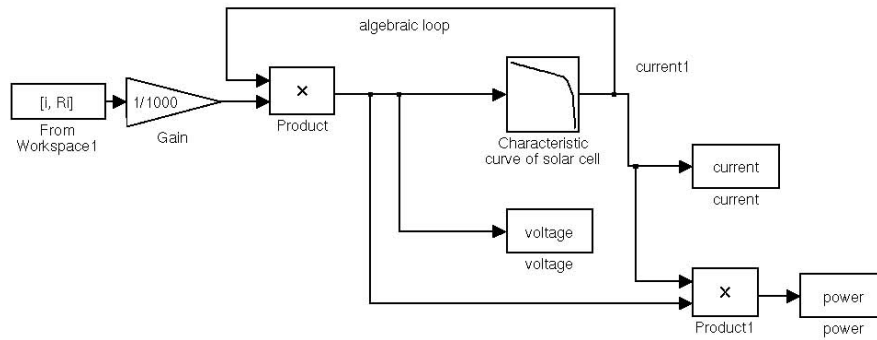 algebraic loop
current1
[i, Ri]
From
Workspace1
1/1000
Gain
×
Product
Characteristic
curve of solar cell
current
current
voltage
voltage
×
Product1
power
power